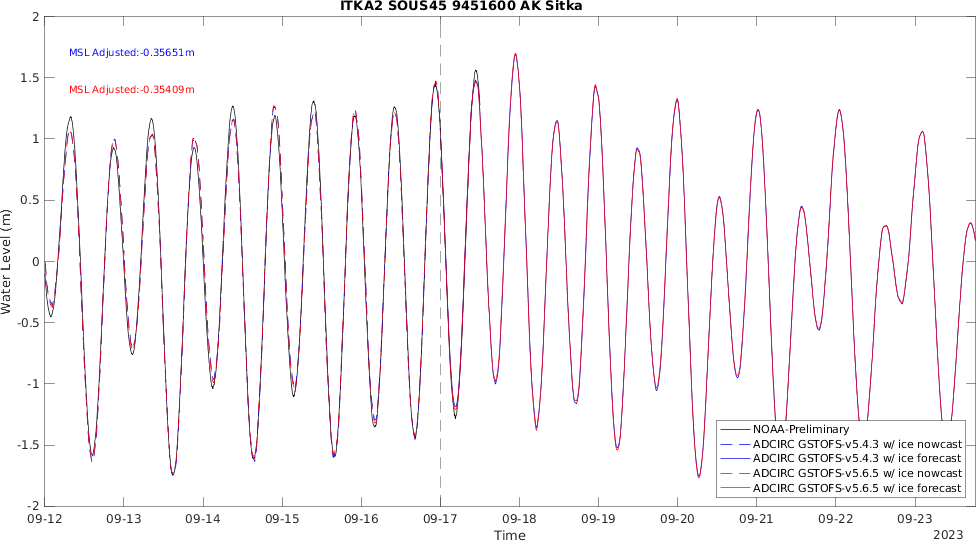 ITKA2 SOUS45 9451600 AK Sitka
2
1.5
1
0.5
0
-0.5
-1
-1.5
-2
Water Level (m)
MSL Adjusted:-0.35651m
MSL Adjusted:-0.35409m
NOAA-Preliminary
ADCIRC GSTOFS-v5.4.3 w/ ice nowcast
ADCIRC GSTOFS-v5.4.3 w/ ice forecast
ADCIRC GSTOFS-v5.6.5 w/ ice nowcast
ADCIRC GSTOFS-v5.6.5 w/ ice forecast
09-12 09-13 09-14 09-15 09-16 09-17 09-18 09-19 09-20 09-21 09-22 09-23
Time
2023